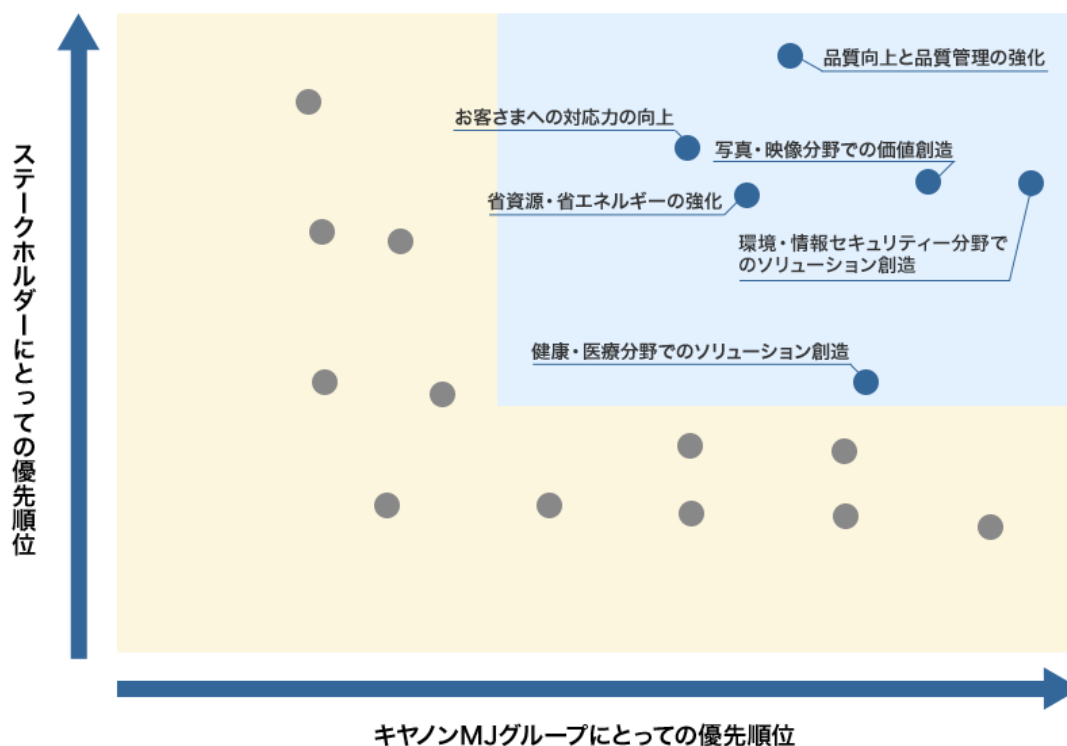 ステークホルダーにとっての優先順位
品質向上と品質管理の強化
お客さまへの対応力の向上
写真・映像分野での価値創造
省資源・省エネルギーの強化
環境・情報セキュリティー分野で
のソリューション創造
健康・医療分野でのソリューション創造
キヤノンMJグループにとっての優先順位